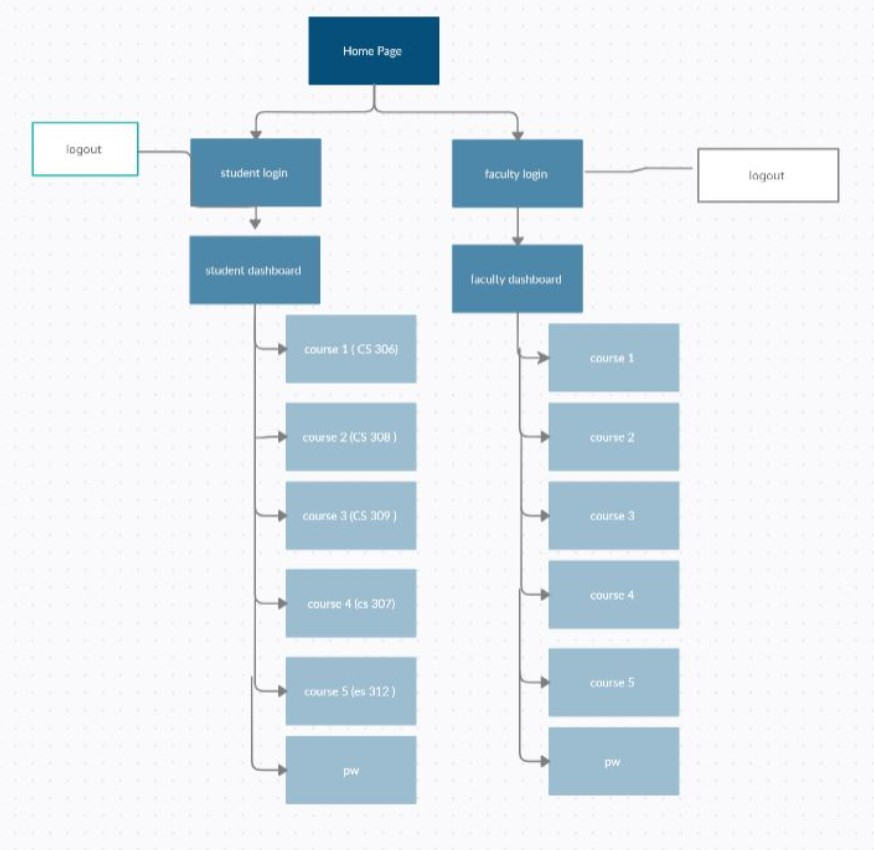 Home Page
logout
student login
faculty login
logout
student dashboard
faculty dashboard
course 1 ( CS 306)
course 2 (CS 308 )
course 3 (CS 309 )
course 4 (cs 307)
course 5 (es 312 )
pw
course 1
course 2
course 3
course 4
course 5
pw